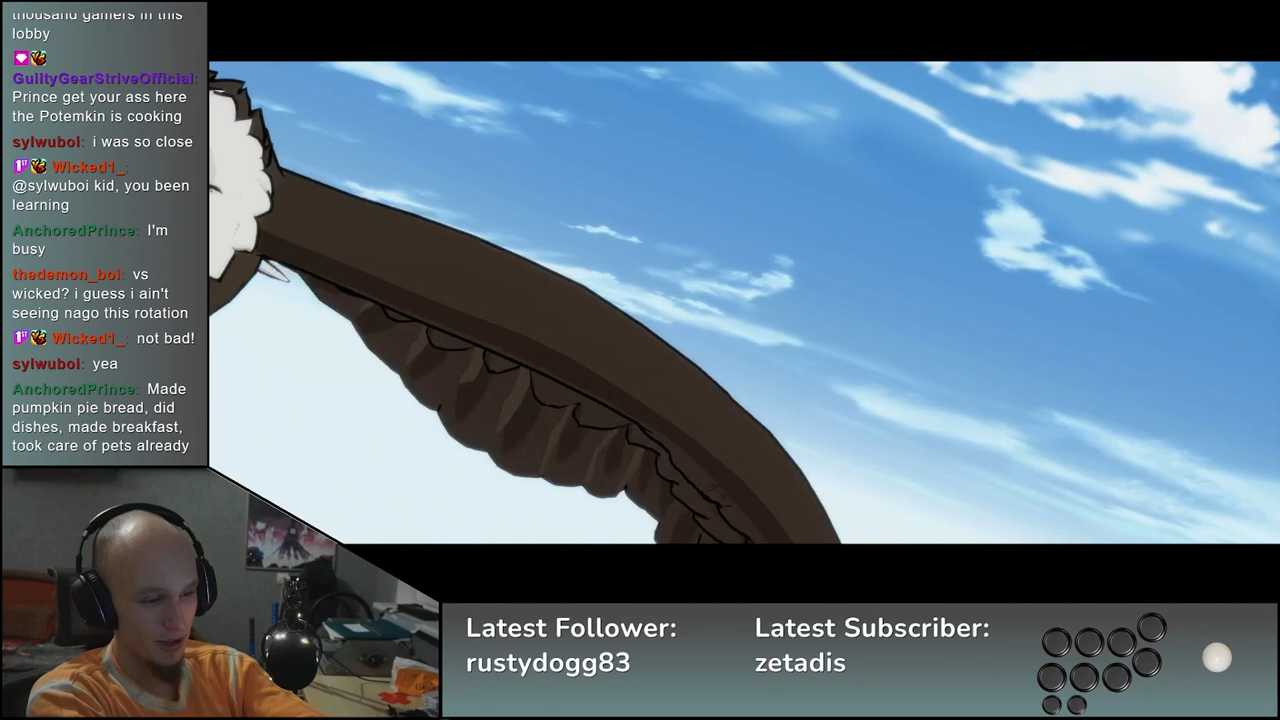 thousand gamers in this
lobby
GuiltyGearStriveOfficial:
Prince get your ass here
the Potemkin is cooking
sylwuboi: i was so close
1ST Wicked1_:
@sylwuboi kid, you been
learning
AnchoredPrince: I'm
busy
thedemon_boi: vs
wicked? i guess i ain't
seeing nago this rotation
1ST Wicked1_: not bad!
sylwuboi: yea
AnchoredPrince: Made
pumpkin pie bread, did
dishes, made breakfast,
took care of pets already
Latest Follower:
rustydogg83
Latest Subscriber:
zetadis